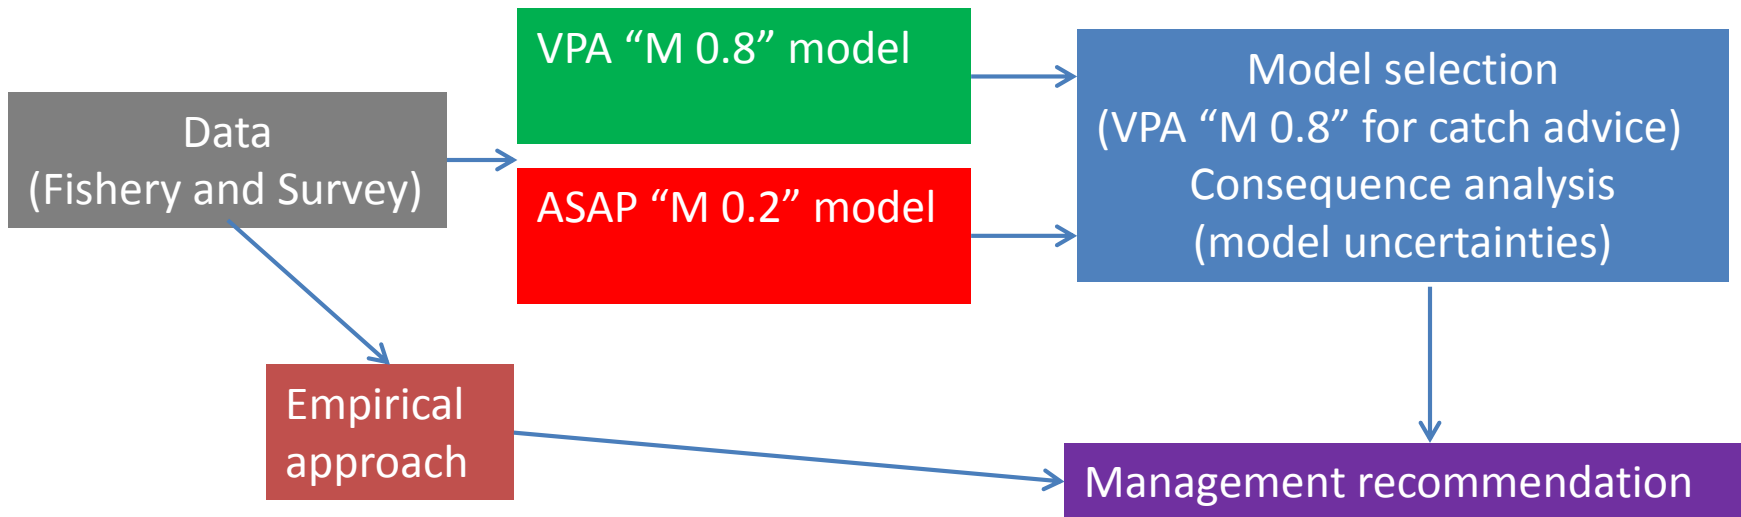 Data
(Fishery and Survey)
VPA “M 0.8” model
ASAP “M 0.2” model
Model selection
(VPA “M 0.8” for catch advice)
Consequence analysis
(model uncertainties)
Empirical
approach
Management recommendation